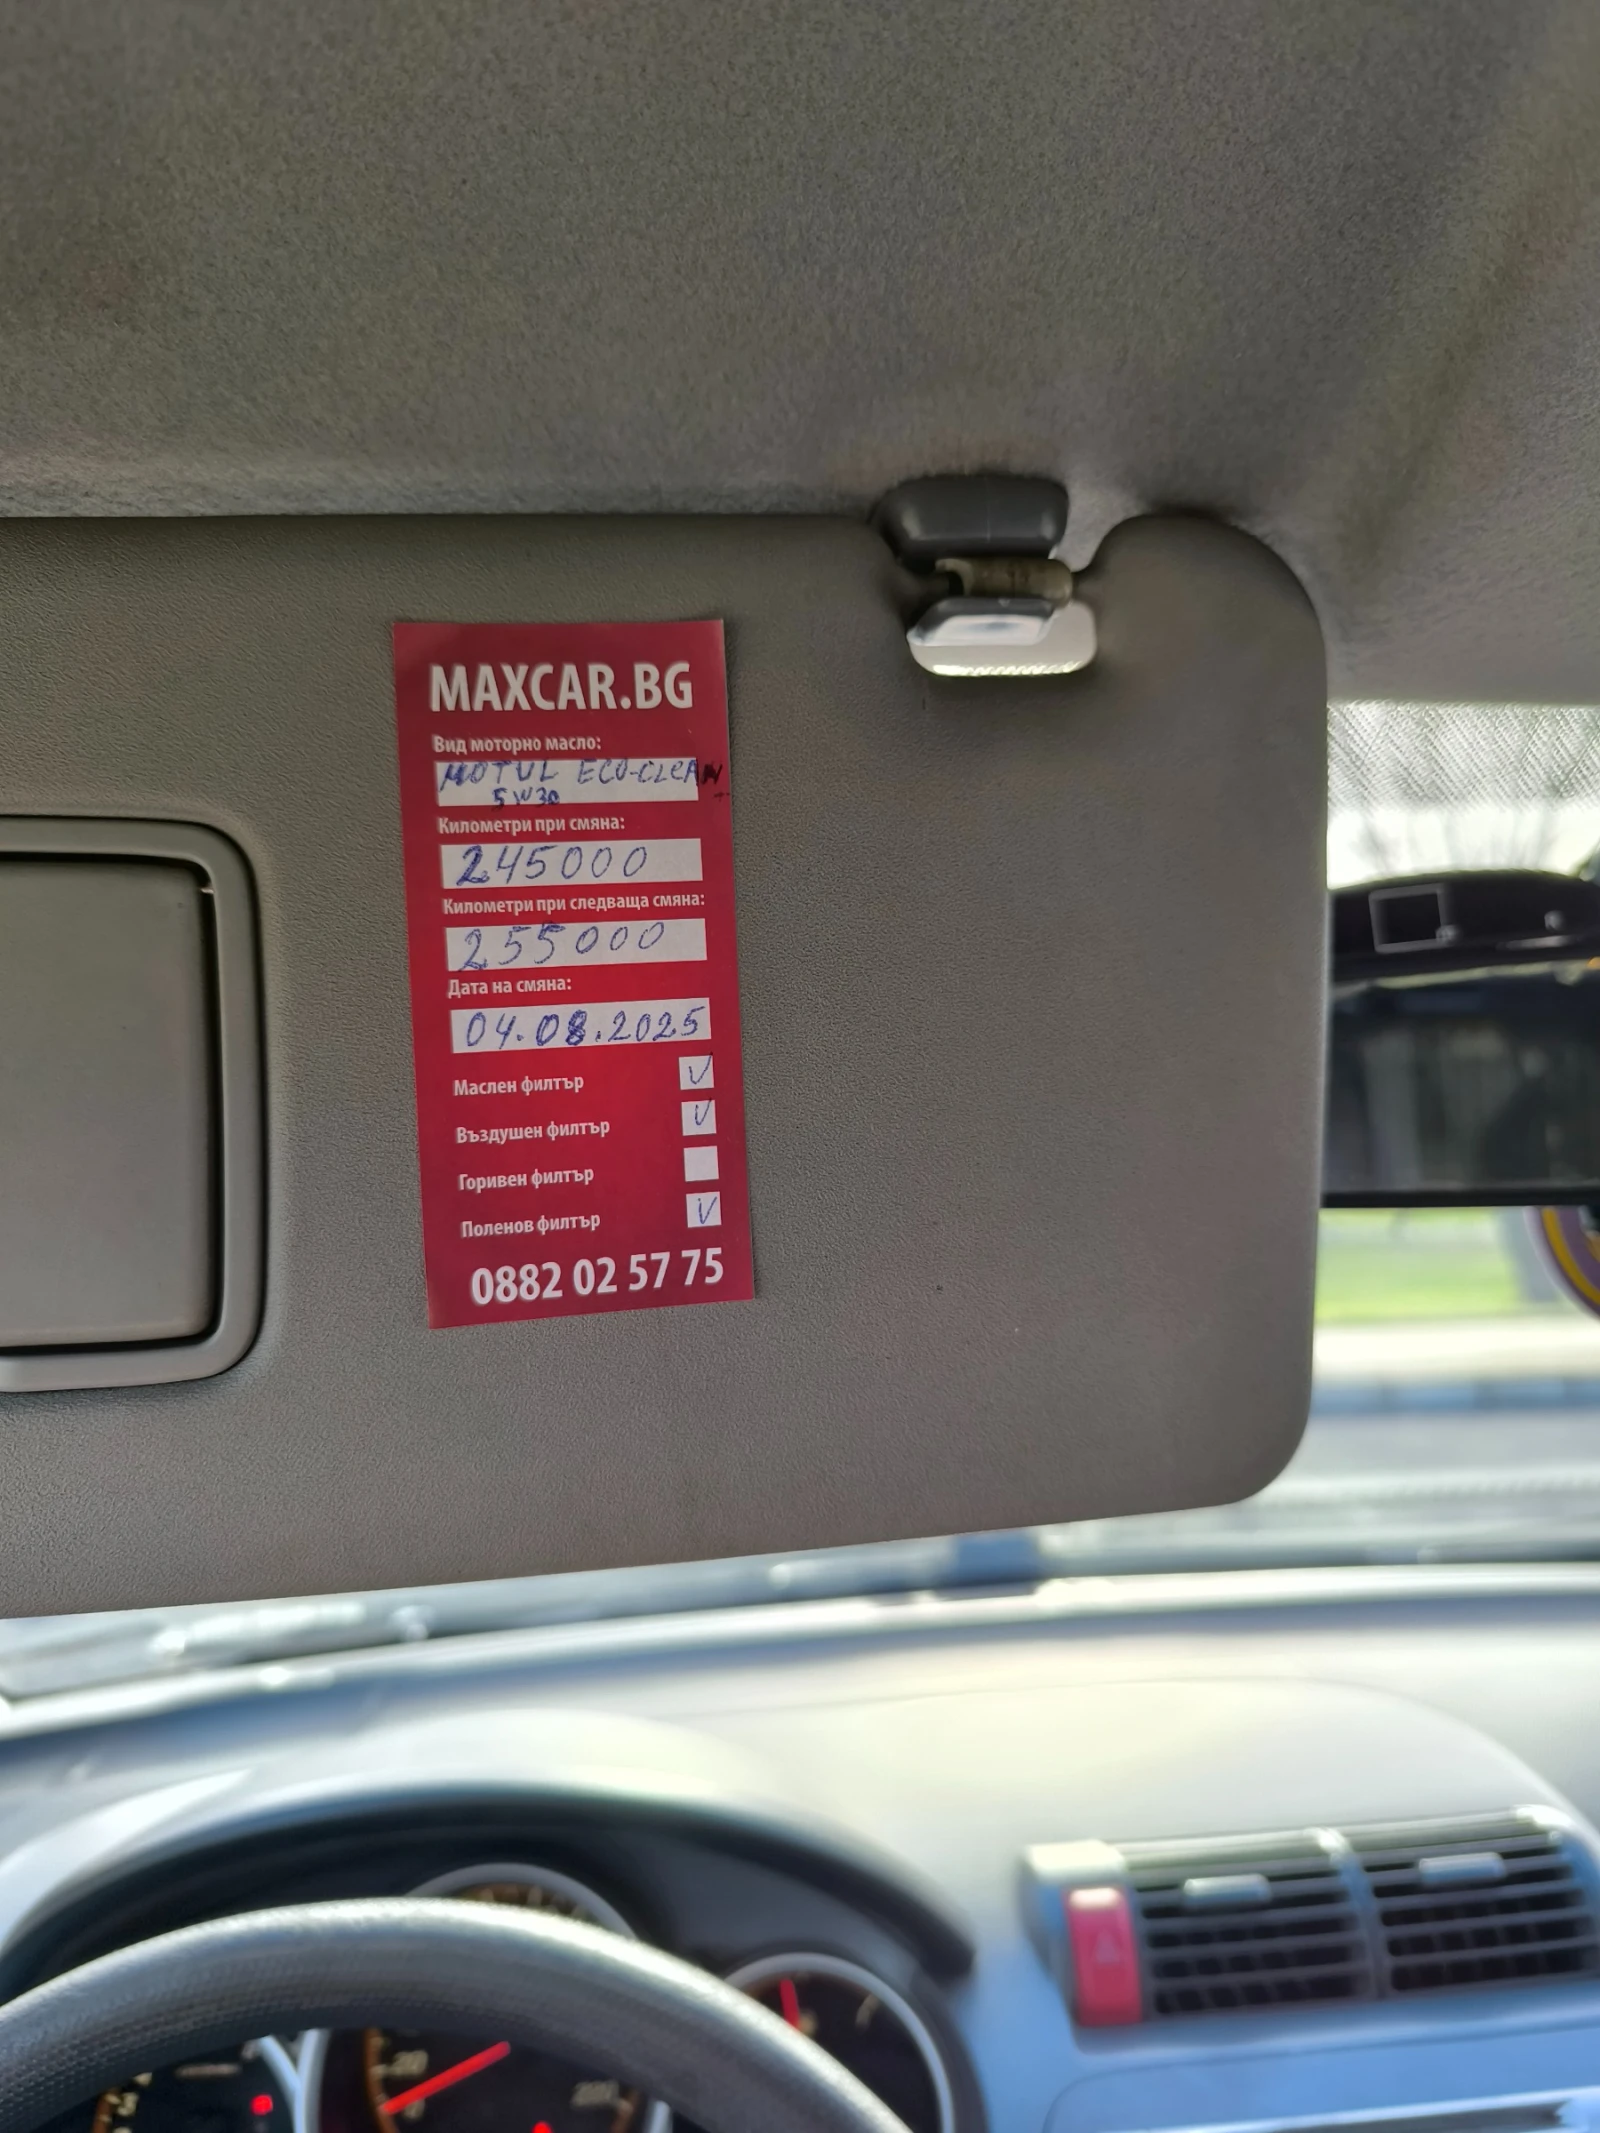 MAXCAR.BG
Вид моторно масло:
MOTUL ECO-CLEAN
5W30
Километри при смяна:
245000
Километри при следваща смяна:
255000
Дата на смяна:
04.08.2025
Маслен филтър
Въздушен филтър
Горивен филтър
Поленов филтър
0882 02 57 75
20